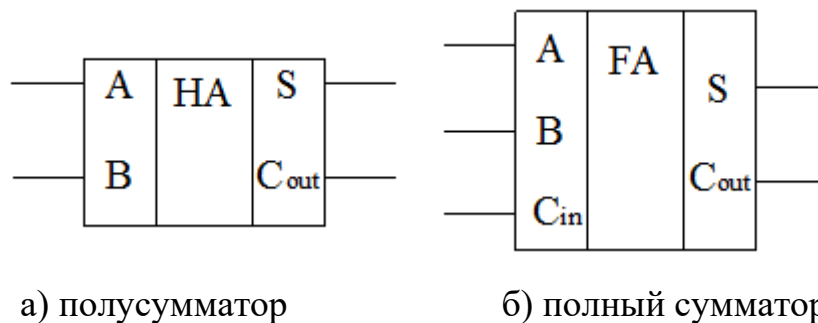 A HA S
B Cout
A FA S
B Cout
Cin
а) полусумматор
б) полный сумматор